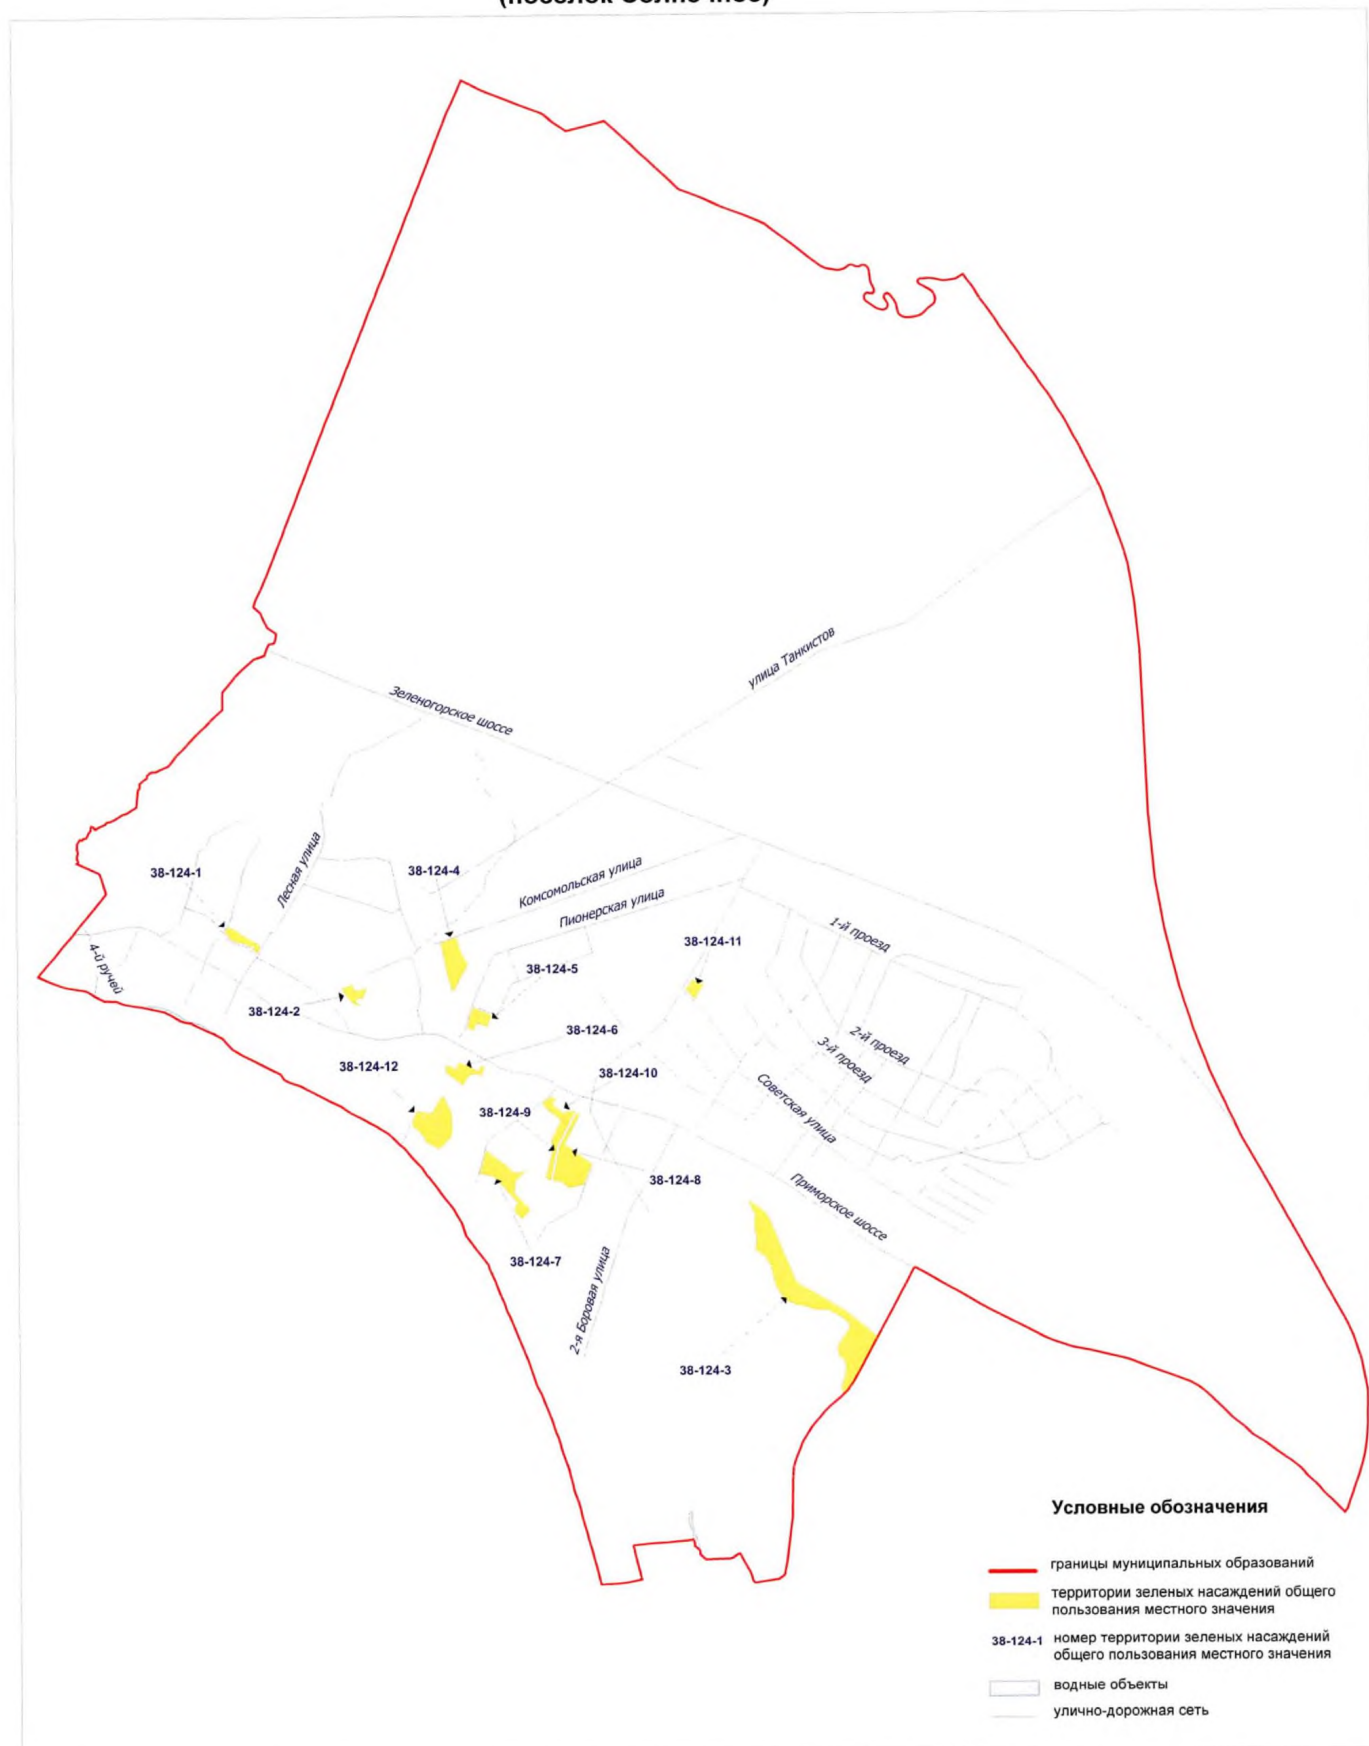 (посёлок Солнечное)
улица Танкистов
Зеленогорское шоссе
Лесная улица
38-124-1
38-124-4
Комсомольская улица
Пионерская улица
38-124-11
1-й проезд
4-й ручей
38-124-5
38-124-2
38-124-6
2-й проезд
3-й проезд
38-124-12
38-124-10
Советская улица
38-124-9
38-124-8
Приморское шоссе
38-124-7
2-я Боровая улица
38-124-3
Условные обозначения
границы муниципальных образований
территории зеленых насаждений общего
пользования местного значения
38-124-1 номер территории зеленых насаждений
общего пользования местного значения
водные объекты
улично-дорожная сеть